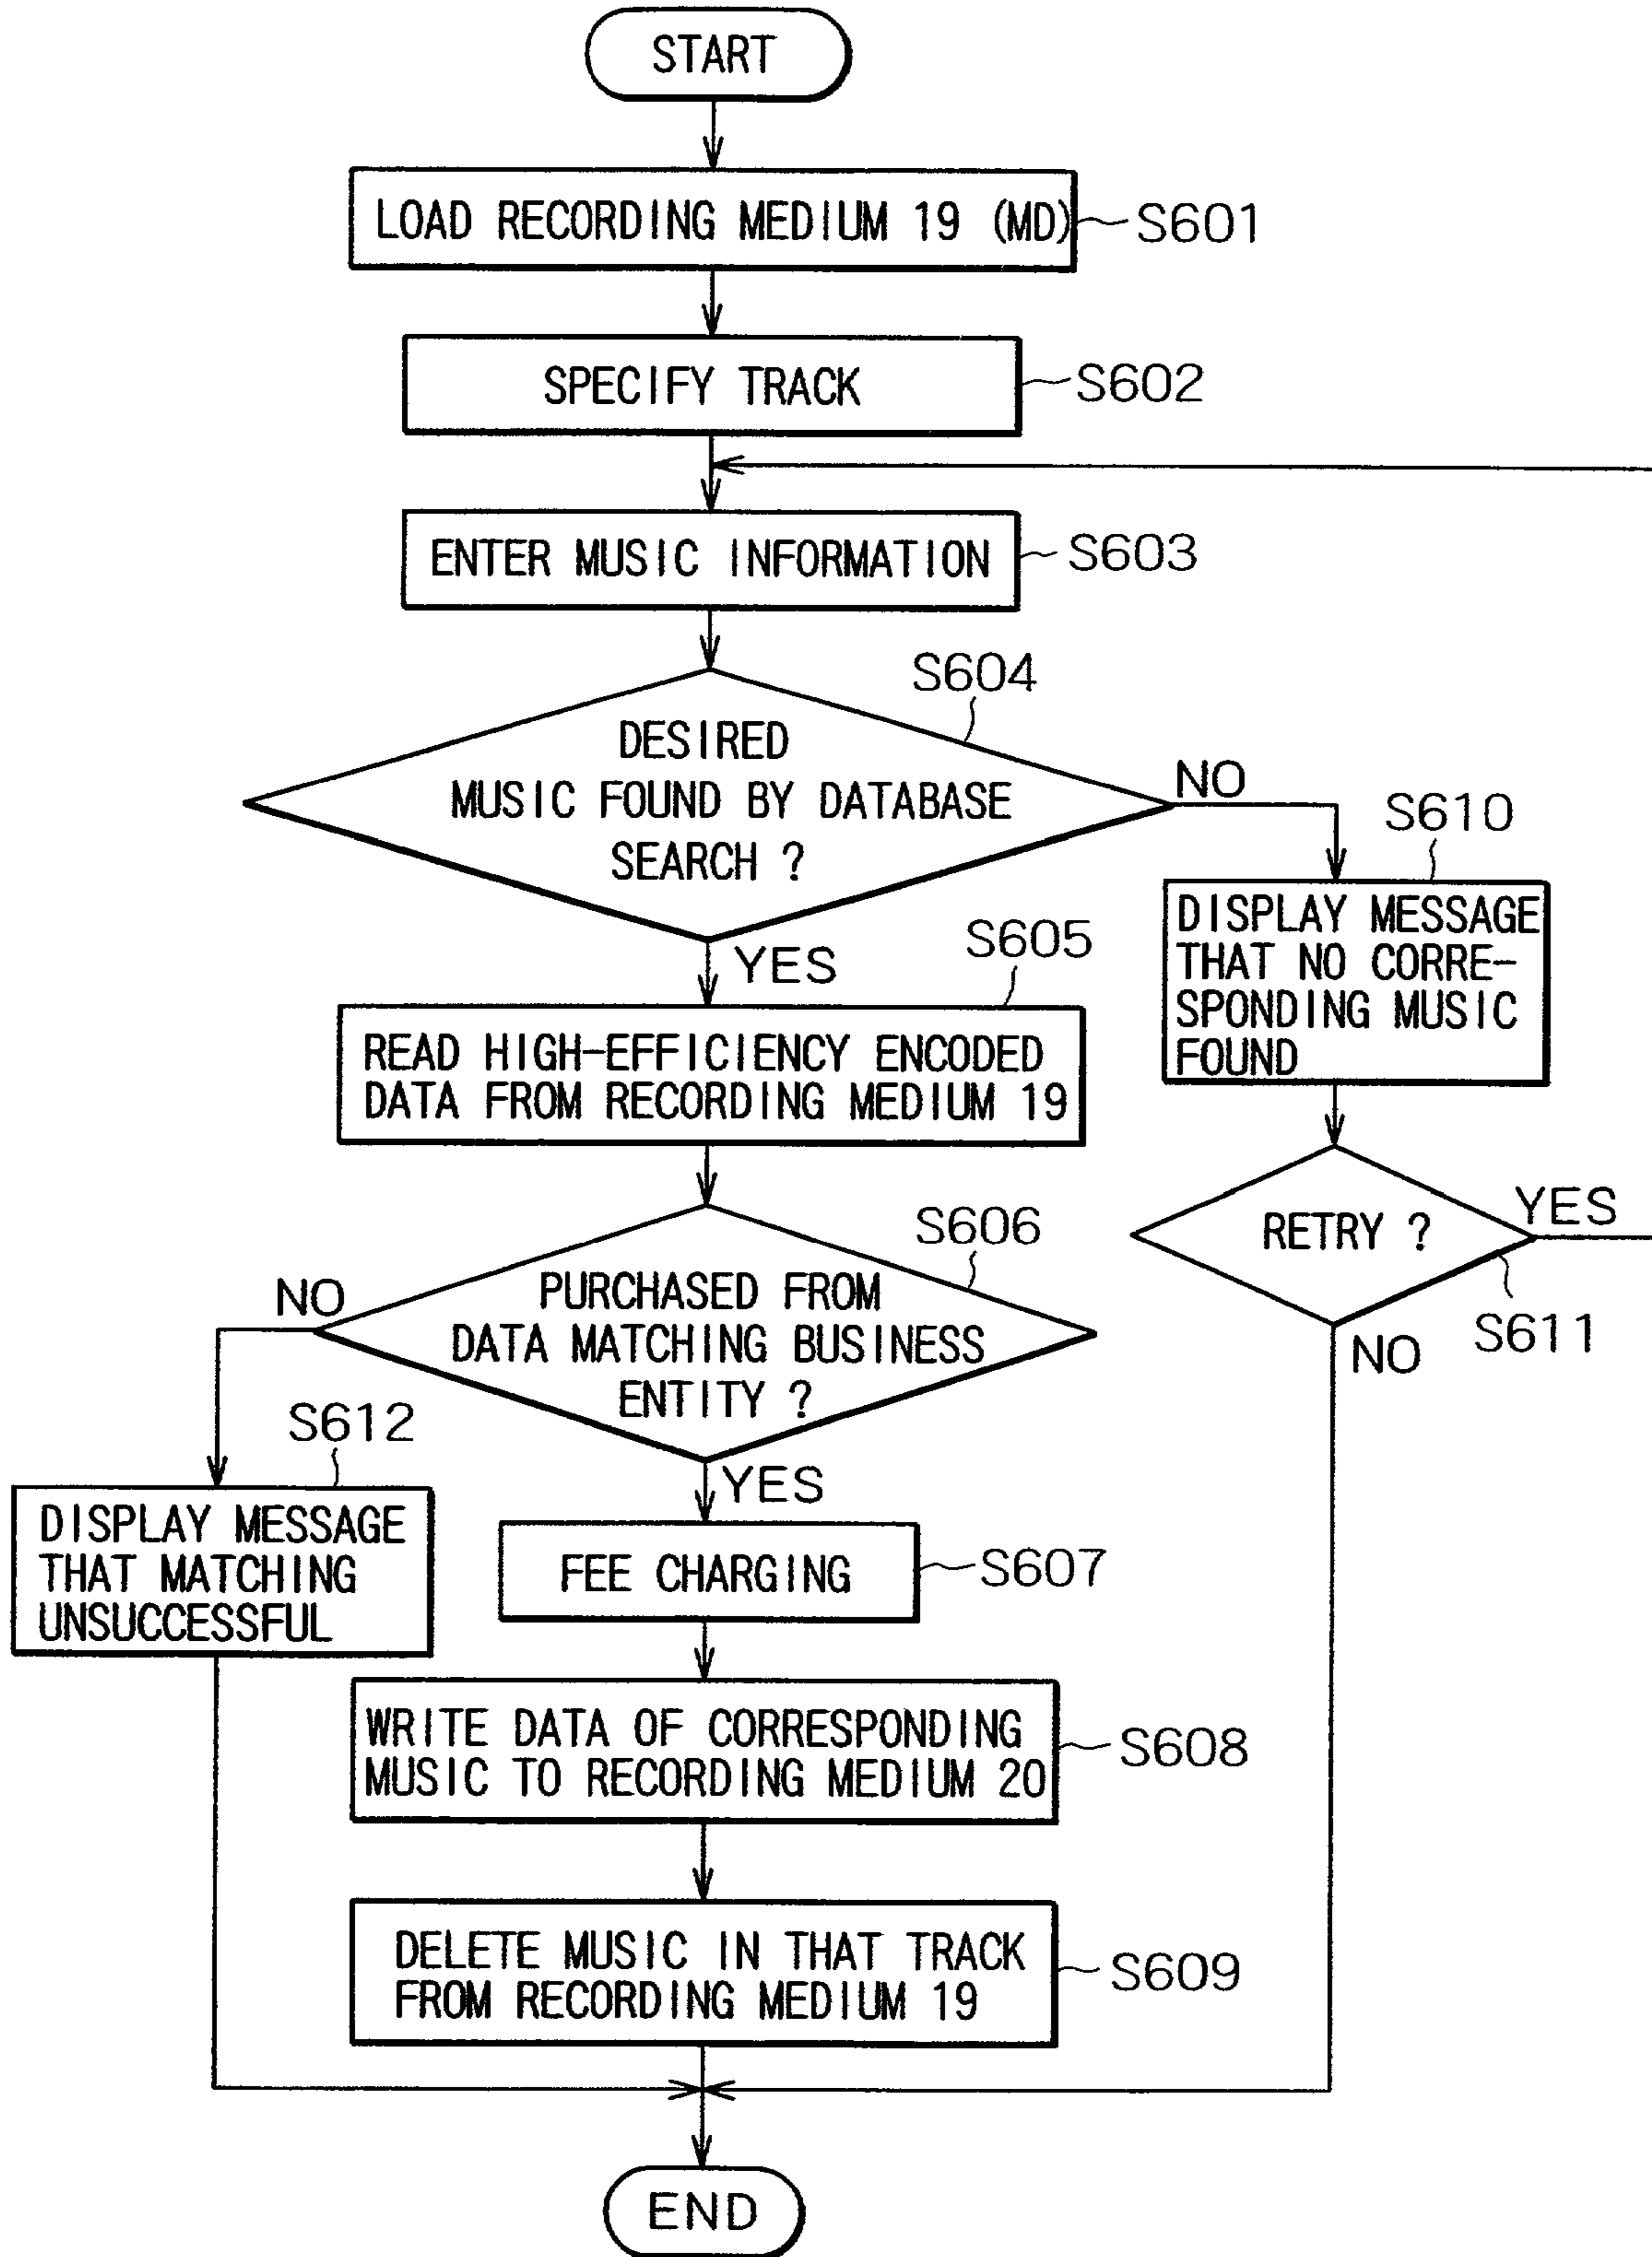 START
LOAD RECORDING MEDIUM 19 (MD)
S601
SPECIFY TRACK
S602
ENTER MUSIC INFORMATION
S603
S604
DESIRED
MUSIC FOUND BY DATABASE
SEARCH ?
NO
S610
DISPLAY MESSAGE
THAT NO CORRE-
SPONDING MUSIC
FOUND
YES
S605
READ HIGH-EFFICIENCY ENCODED
DATA FROM RECORDING MEDIUM 19
RETRY ?
YES
S611
NO
S606
PURCHASED FROM
DATA MATCHING BUSINESS
ENTITY ?
NO
S612
DISPLAY MESSAGE
THAT MATCHING
UNSUCCESSFUL
YES
FEE CHARGING
S607
WRITE DATA OF CORRESPONDING
MUSIC TO RECORDING MEDIUM 20
S608
DELETE MUSIC IN THAT TRACK
FROM RECORDING MEDIUM 19
S609
END